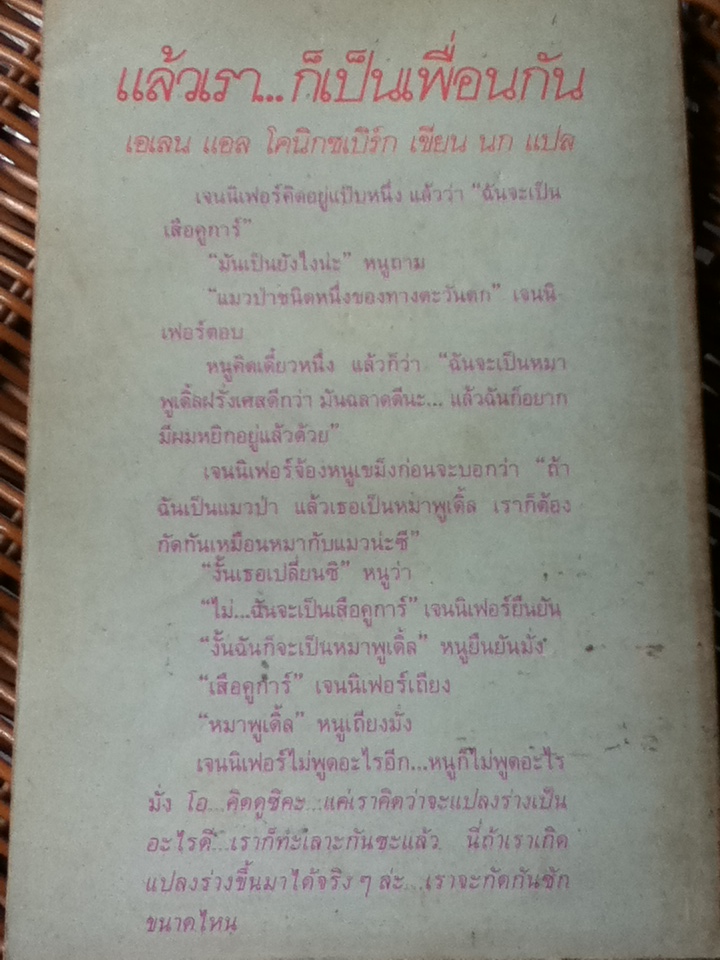 แล้วเรา...ก็เป็นเพื่อนกัน
เอเลน แอล โคนิกซเบิร์ก เขียน นก แปล
เจนนิเฟอร์คิดอยู่แป๊บหนึ่ง แล้วว่า “ฉันจะเป็น
เสือคูการ์”
“มันเป็นยังไงน่ะ” หนูถาม
“แมวป่าชนิดหนึ่งของทางตะวันตก” เจนนิ
เฟอร์ตอบ
หนูคิดเดี๋ยวหนึ่ง แล้วก็ว่า “ฉันจะเป็นหมา
พูเดิ้ลฝรั่งเศสดีกว่า มันฉลาดดีนะ... แล้วฉันก็อยาก
มีผมหยิกอยู่แล้วด้วย”
เจนนิเฟอร์จ้องหนูเขม็งก่อนจะบอกว่า “ถ้า
ฉันเป็นแมวป่า แล้วเธอเป็นหมาพูเดิ้ล เราก็ต้อง
กัดกันเหมือนหมากับแมวน่ะซี”
“งั้นเธอเปลี่ยนซิ” หนูว่า
“ไม่...ฉันจะเป็นเสือคูการ์” เจนนิเฟอร์ยืนยัน
“งั้นฉันก็จะเป็นหมาพูเดิ้ล” หนูยืนยันมั่ง
“เสือคูการ์” เจนนิเฟอร์เถียง
“หมาพูเดิ้ล” หนูเถียงมั่ง
เจนนิเฟอร์ไม่พูดอะไรอีก...หนูก็ไม่พูดอะไร
มั่ง โอ...คิดดูซิคะ...แค่เราคิดว่าจะแปลงร่างเป็น
อะไรดี...เราก็ทะเลาะกันซะแล้ว นี่ถ้าเราเกิด
แปลงร่างขึ้นมาได้จริง ๆ ล่ะ...เราจะกัดกันซัก
ขนาดไหน